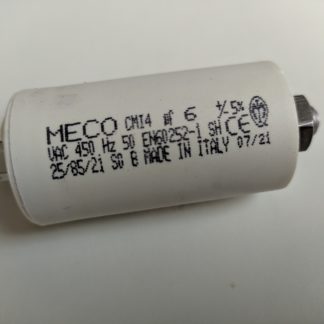 MECO CMI4 µF 6 +/. 5%
VAC 450 Hz 50 EN60252-1 SH CE
25/85/21 S0 B MADE IN ITALY 07/21